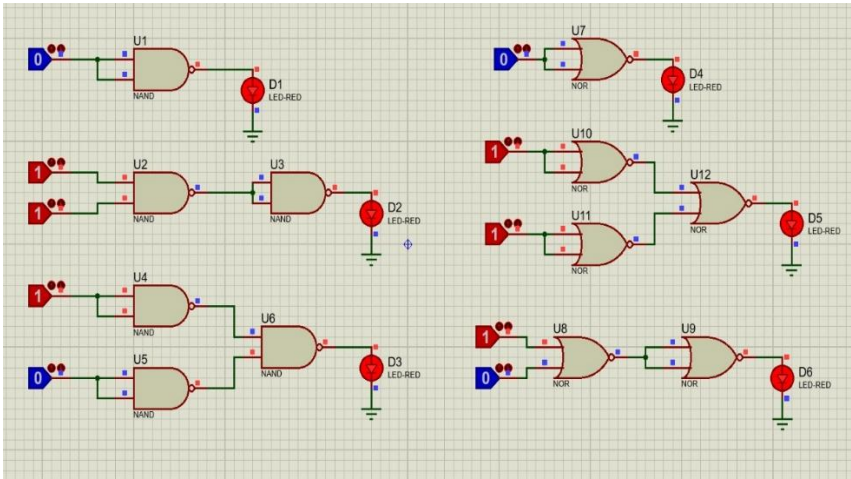 U1
0
NAND
D1
LED-RED
U2
U3
1
1
NAND
NAND
D2
LED-RED
U4
1
NAND
U6
U5
0
NAND
NAND
D3
LED-RED
U7
0
NOR
D4
LED-RED
U10
1
NOR
U12
U11
1
NOR
NOR
D5
LED-RED
U8
U9
1
0
NOR
NOR
D6
LED-RED